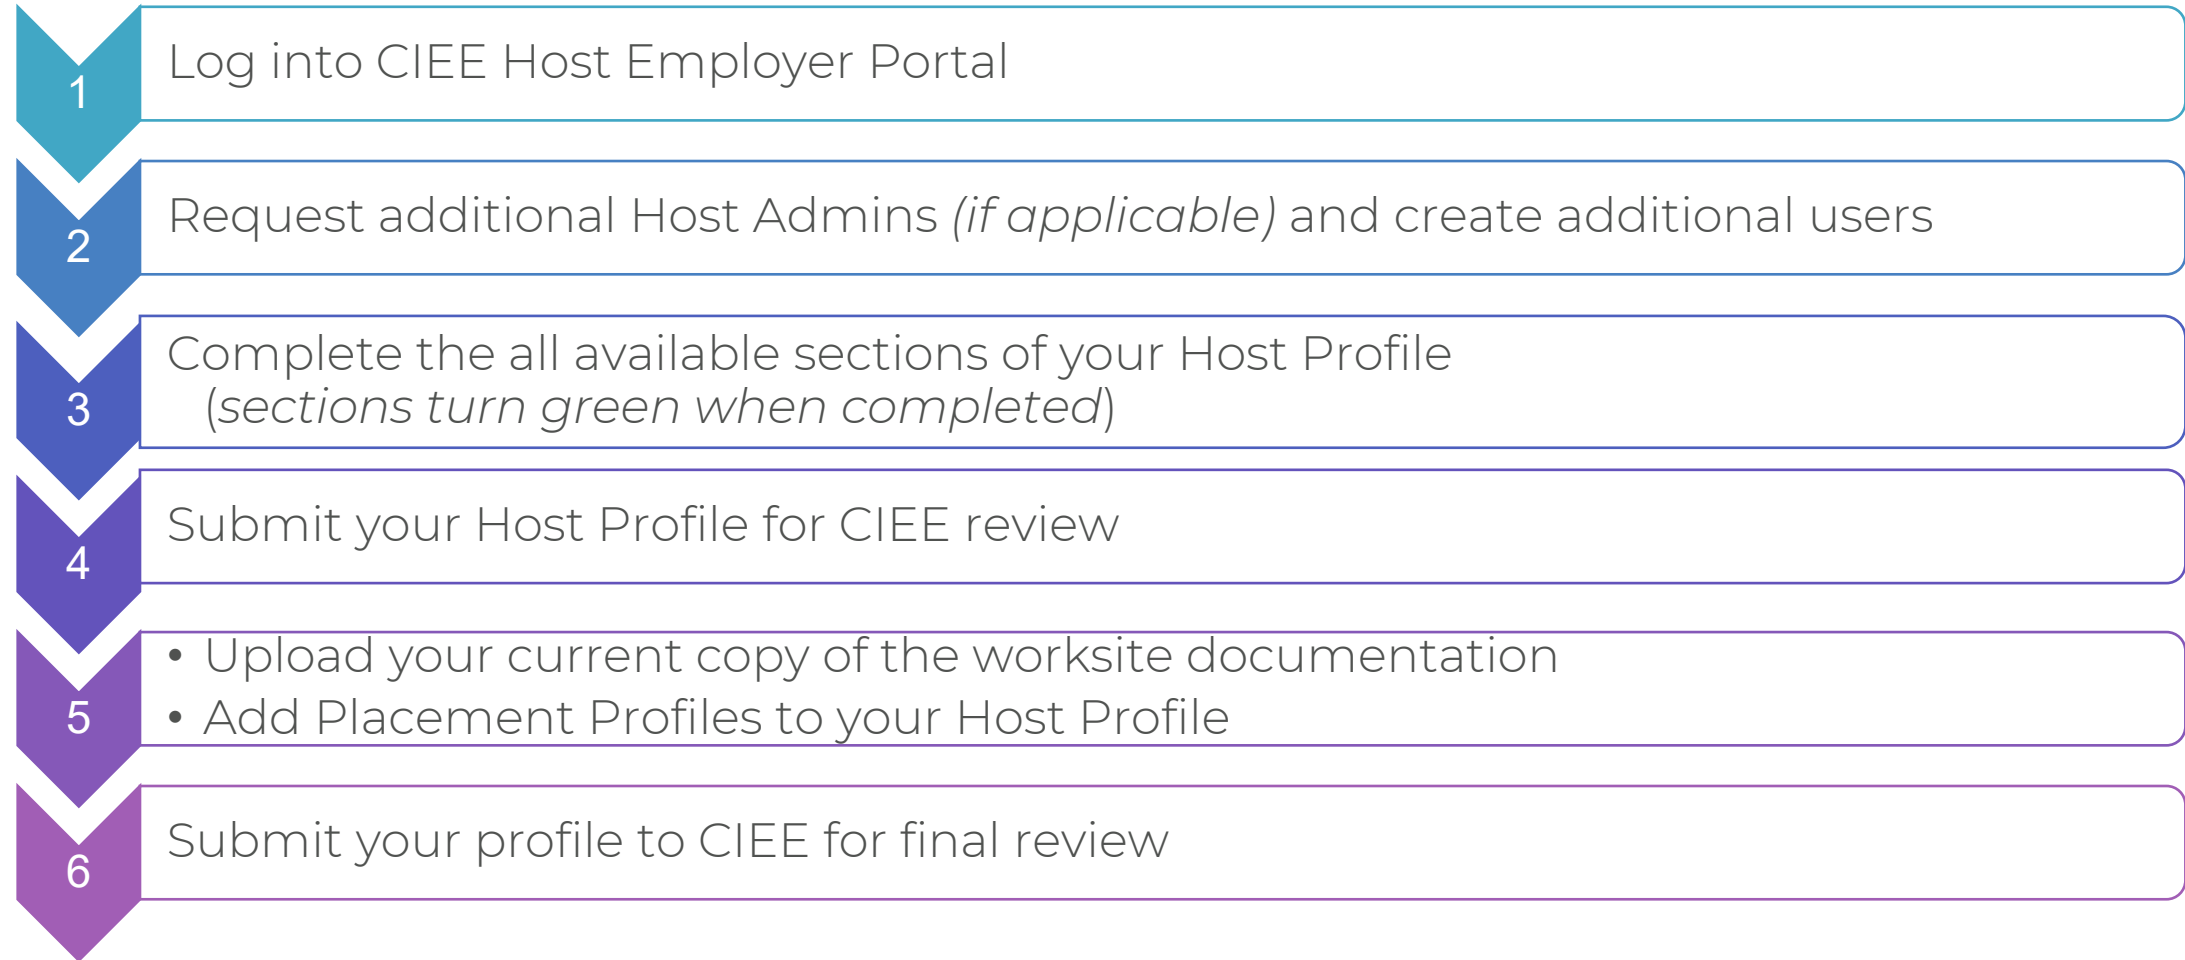 1
Log into CIEE Host Employer Portal
2
Request additional Host Admins (if applicable) and create additional users
3
Complete the all available sections of your Host Profile
(sections turn green when completed)
4
Submit your Host Profile for CIEE review
5
• Upload your current copy of the worksite documentation
• Add Placement Profiles to your Host Profile
6
Submit your profile to CIEE for final review